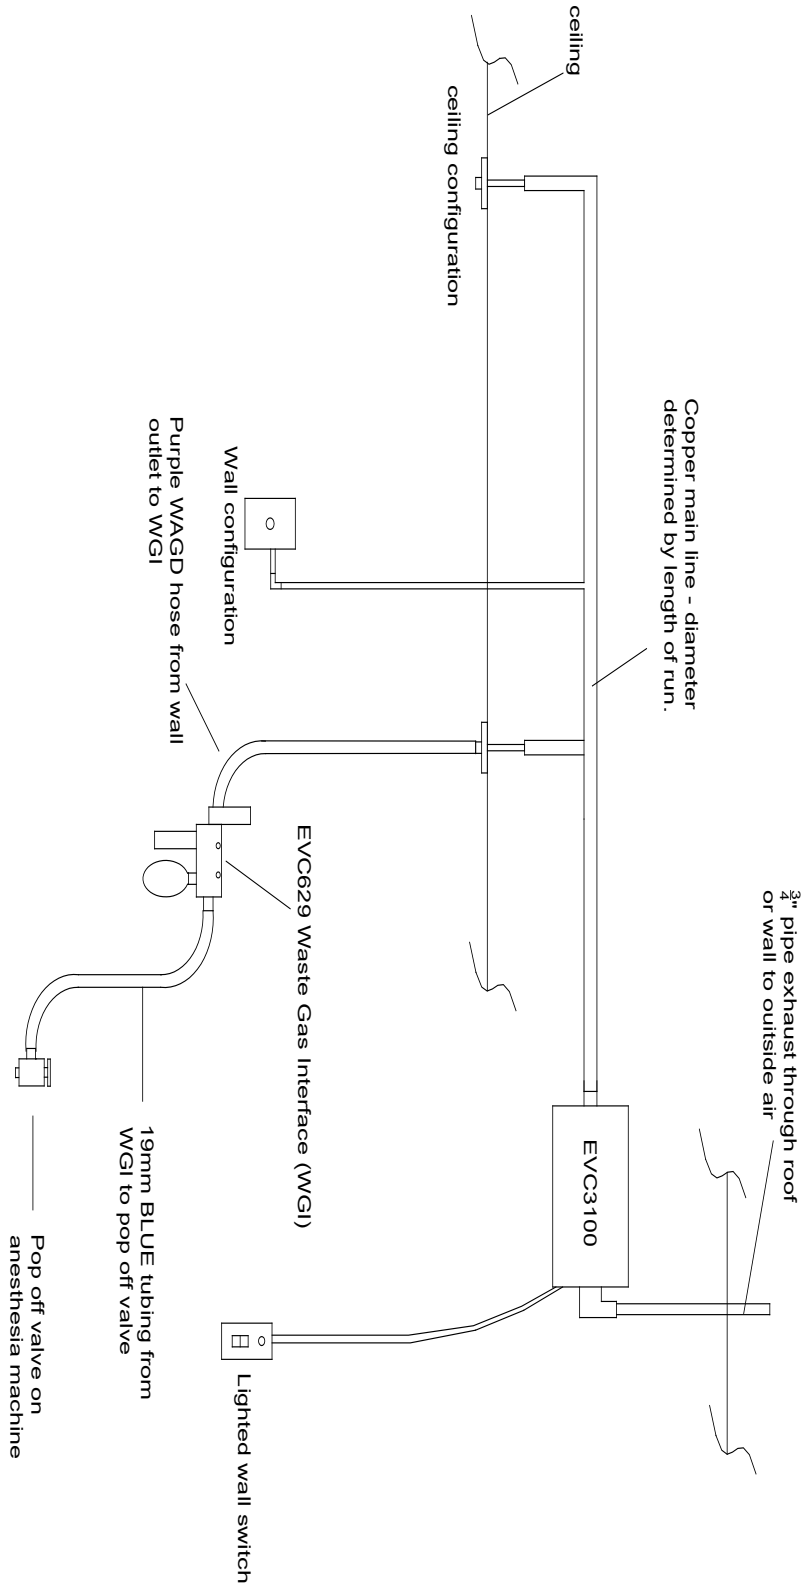 ceiling
ceiling configuration
Copper main line - diameter
determined by length of run.
¾" pipe exhaust through roof
or wall to ouitside air
Wall configuration
Purple WAGD hose from wall
outlet to WGI
EVC629 Waste Gas Interface (WGI)
EVC3100
19mm BLUE tubing from
WGI to pop off valve
Pop off valve on
anesthesia machine
Lighted wall switch